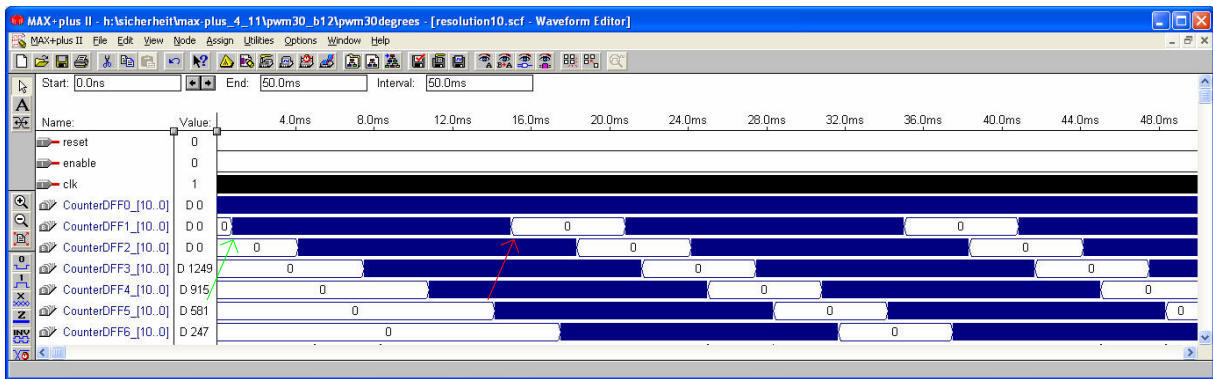 MAX+plus II - h:\sicherheit\max-plus_4_11\pwm30_b12\pwm30degrees - [resolution10.scf - Waveform Editor]
MAX+plus II File Edit View Node Assign Utilities Options Window Help
Start: 0.0ns End: 50.0ms Interval: 50.0ms
Name: Value: 4.0ms 8.0ms 12.0ms 16.0ms 20.0ms 24.0ms 28.0ms 32.0ms 36.0ms 40.0ms 44.0ms 48.0ms
reset 0
enable 0
clk 1
CounterDFF0_[10..0] D 0
CounterDFF1_[10..0] D 0 0 0 0
CounterDFF2_[10..0] D 0 0 0 0
CounterDFF3_[10..0] D 1249 0 0 0
CounterDFF4_[10..0] D 915 0 0 0
CounterDFF5_[10..0] D 581 0 0 0
CounterDFF6_[10..0] D 247 0 0